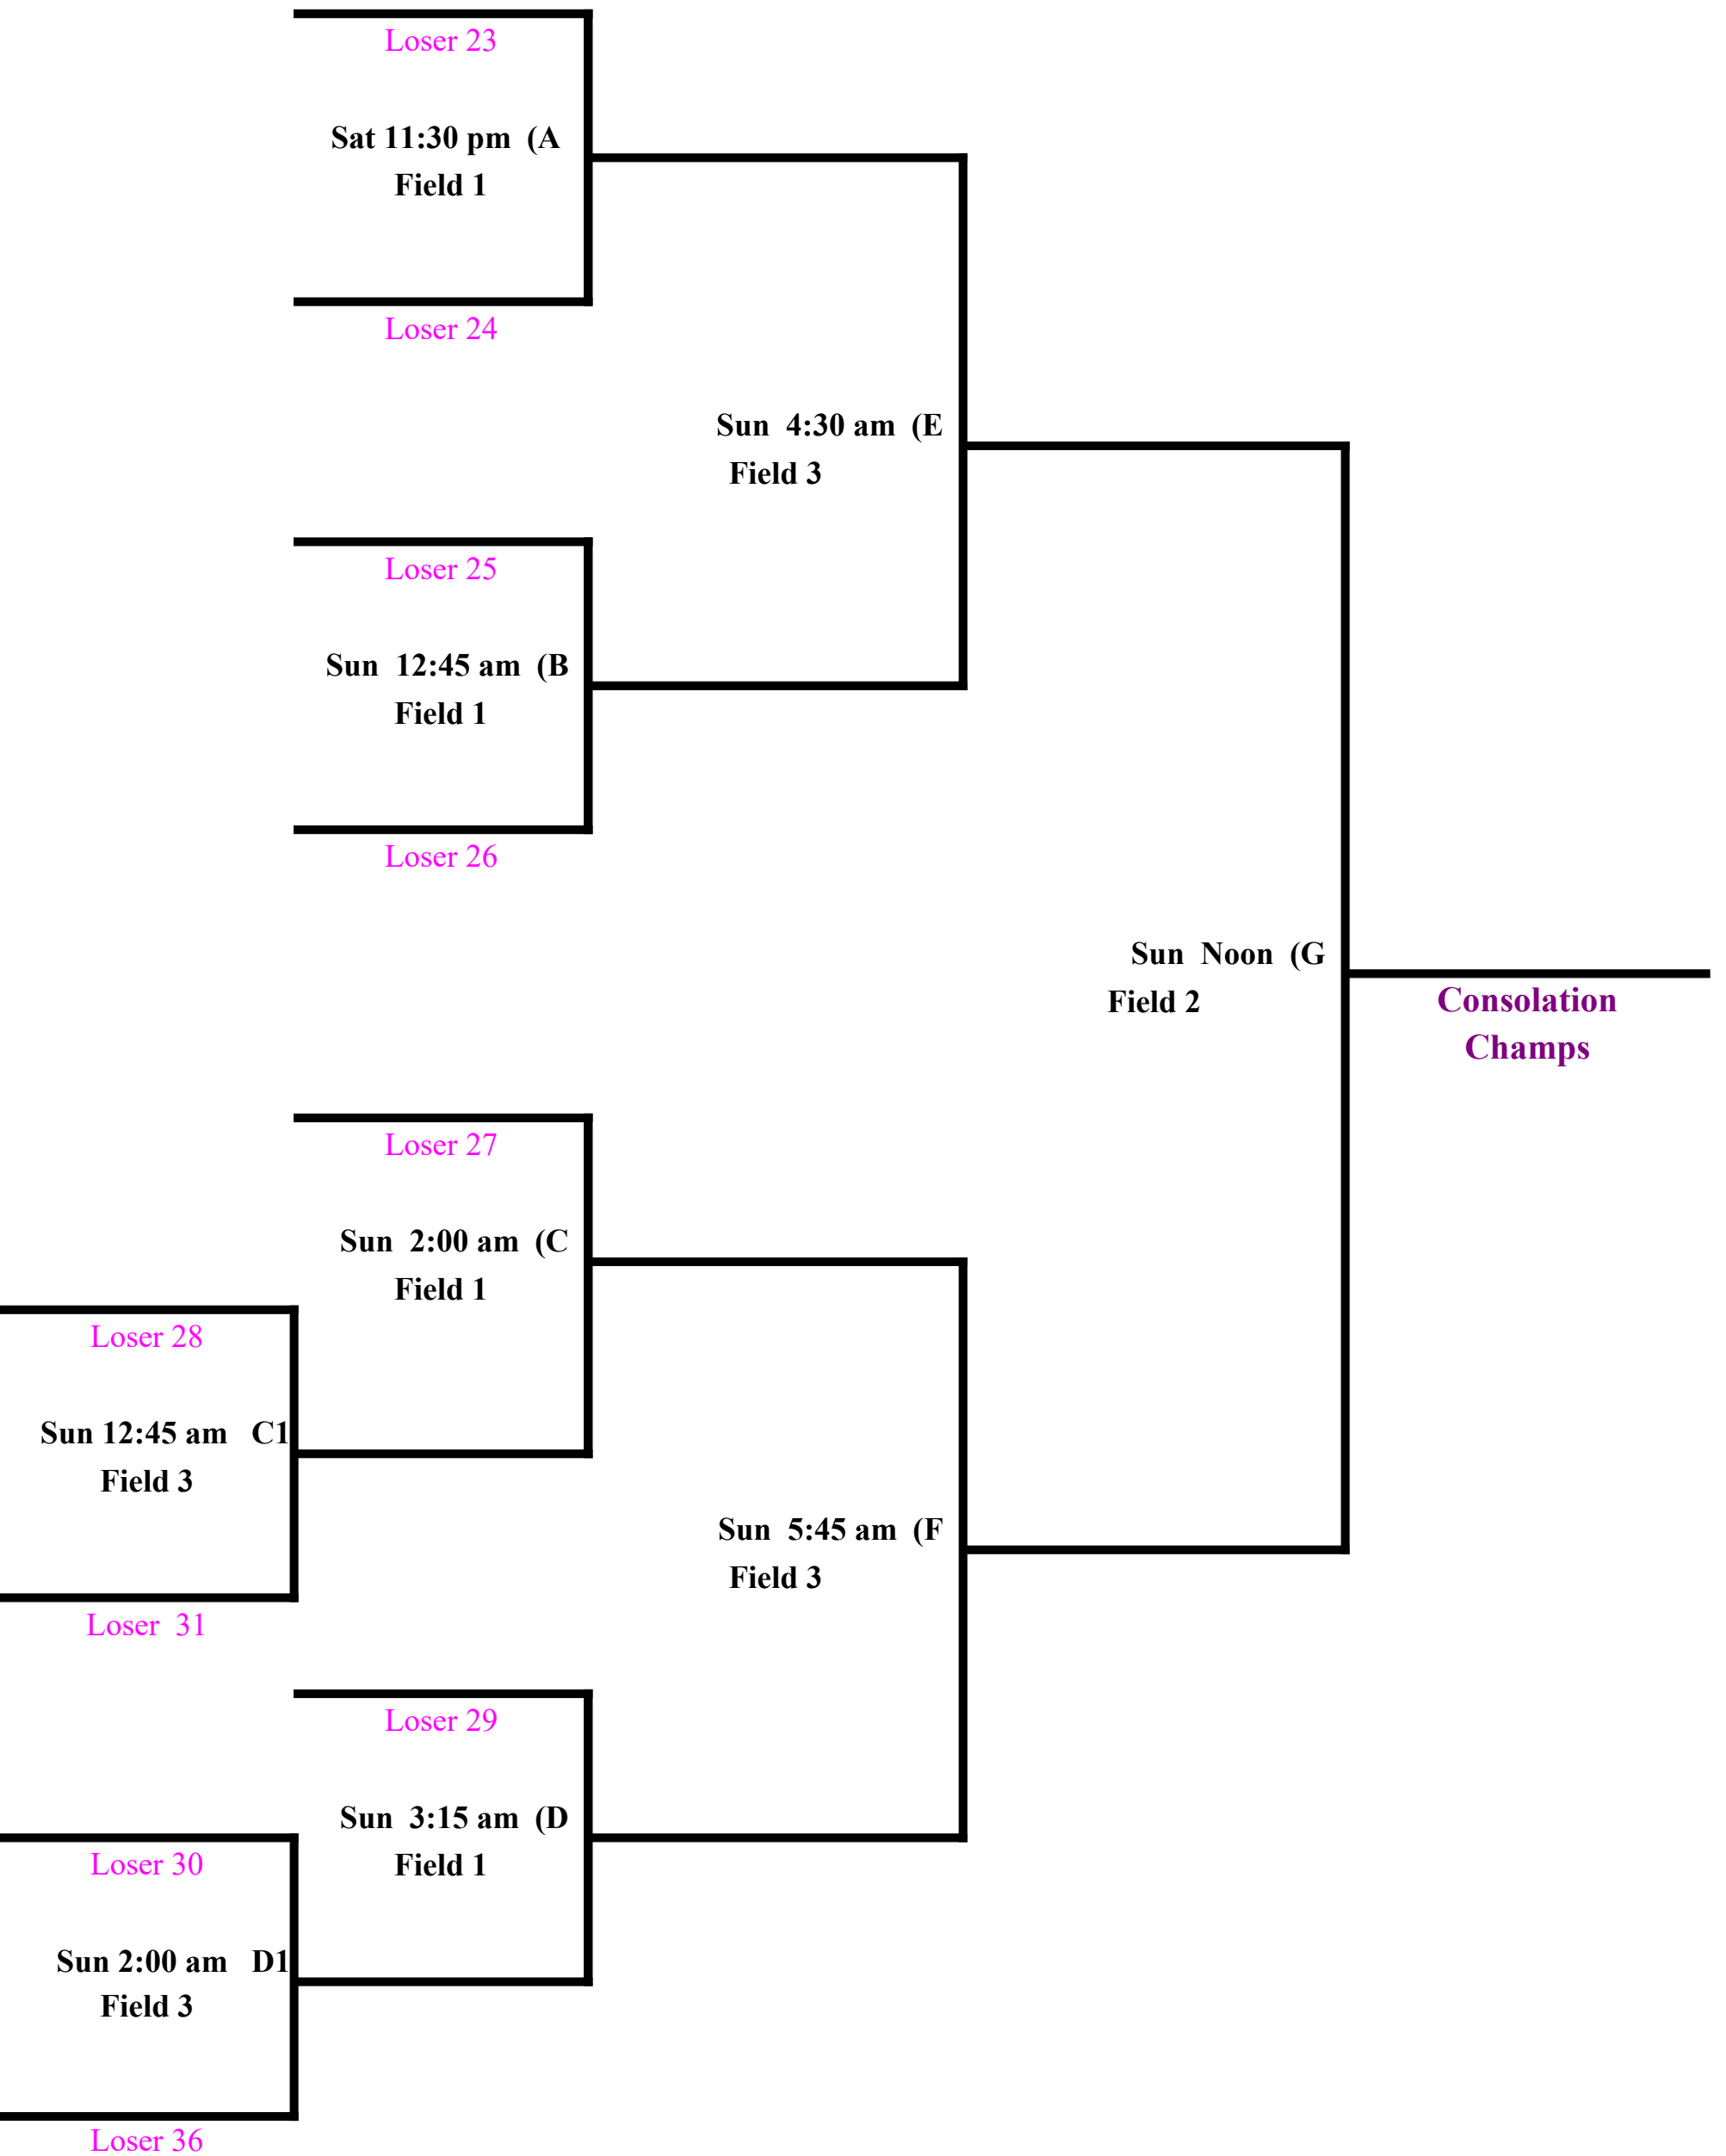 Loser 23
Sat 11:30 pm  (A
Field 1
Loser 24
Sun  4:30 am  (E
Field 3
Loser 25
Sun  12:45 am  (B
Field 1
Loser 26
Sun  Noon  (G
Field 2
Consolation
Champs
Loser 27
Sun  2:00 am  (C
Field 1
Loser 28
Sun 12:45 am   C1
Field 3
Sun  5:45 am  (F
Field 3
Loser  31
Loser 29
Sun  3:15 am  (D
Field 1
Loser 30
Sun 2:00 am   D1
Field 3
Loser 36